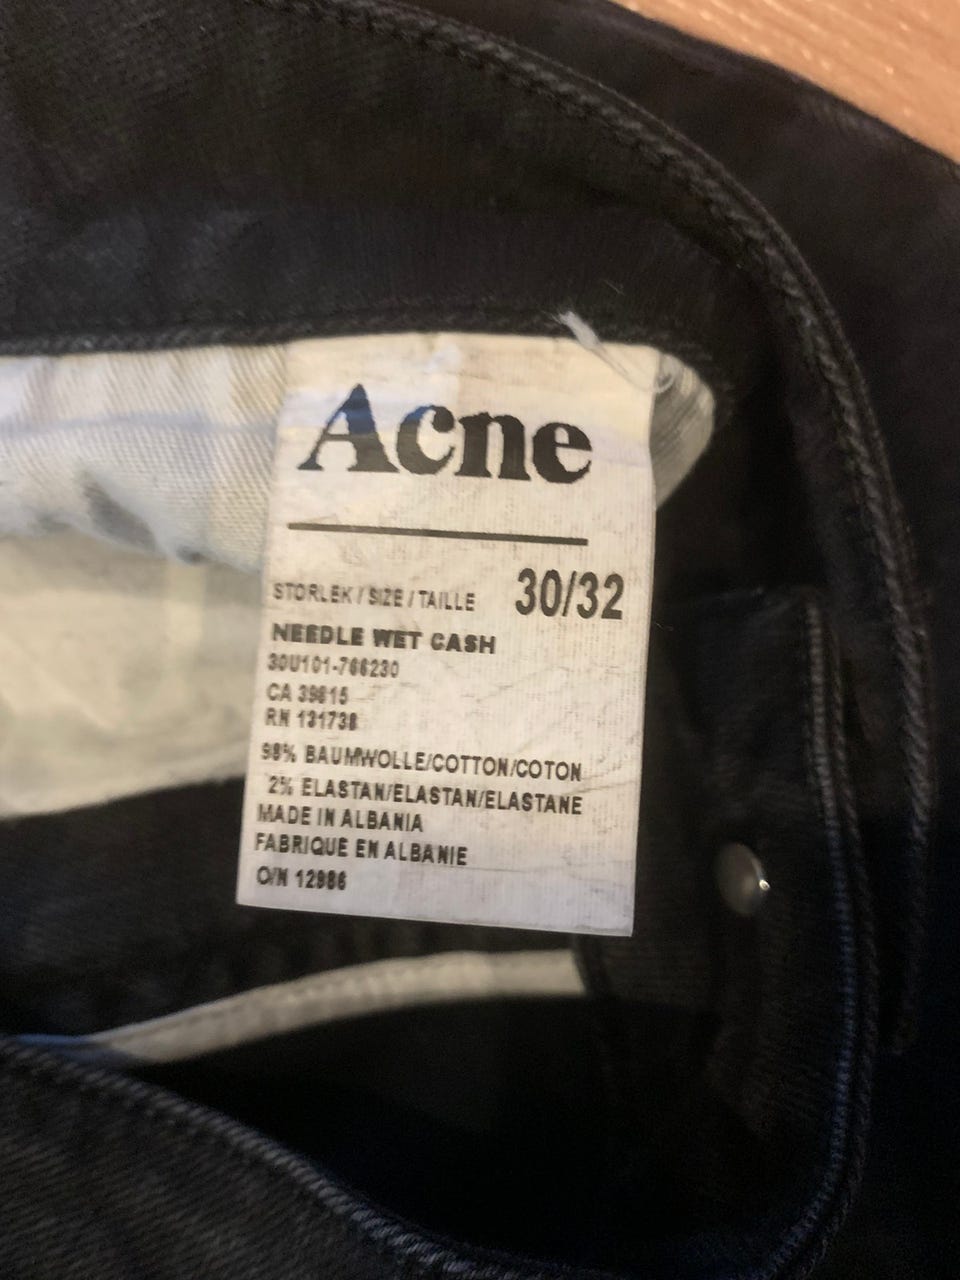 Acne
STORLEK / SIZE / TAILLE 30/32
NEEDLE WET CASH
30U101-766230
CA 39815
RN 131738
98% BAUMWOLLE/COTTON/COTON
2% ELASTAN/ELASTAN/ELASTANE
MADE IN ALBANIA
FABRIQUE EN ALBANIE
O/N 12986